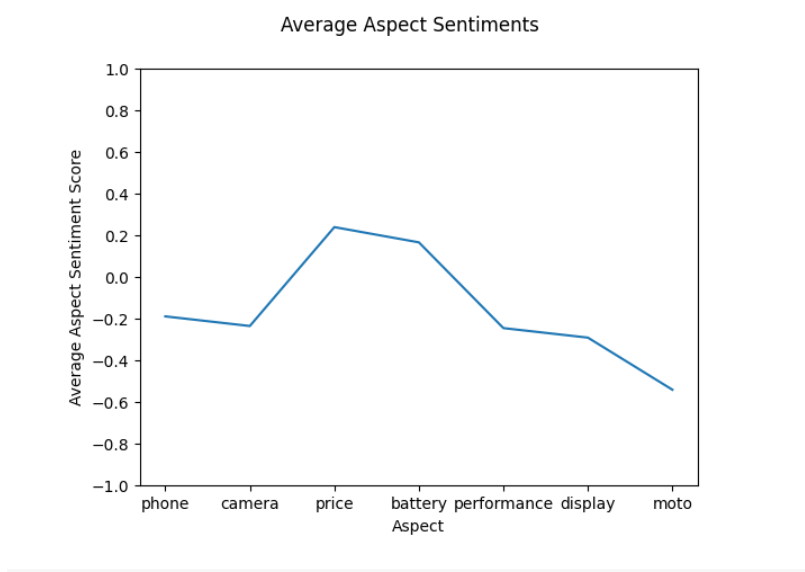 Average Aspect Sentiments
Average Aspect Sentiment Score
1.0
0.8
0.6
0.4
0.2
0.0
−0.2
−0.4
−0.6
−0.8
−1.0
phone camera price battery performance display moto
Aspect